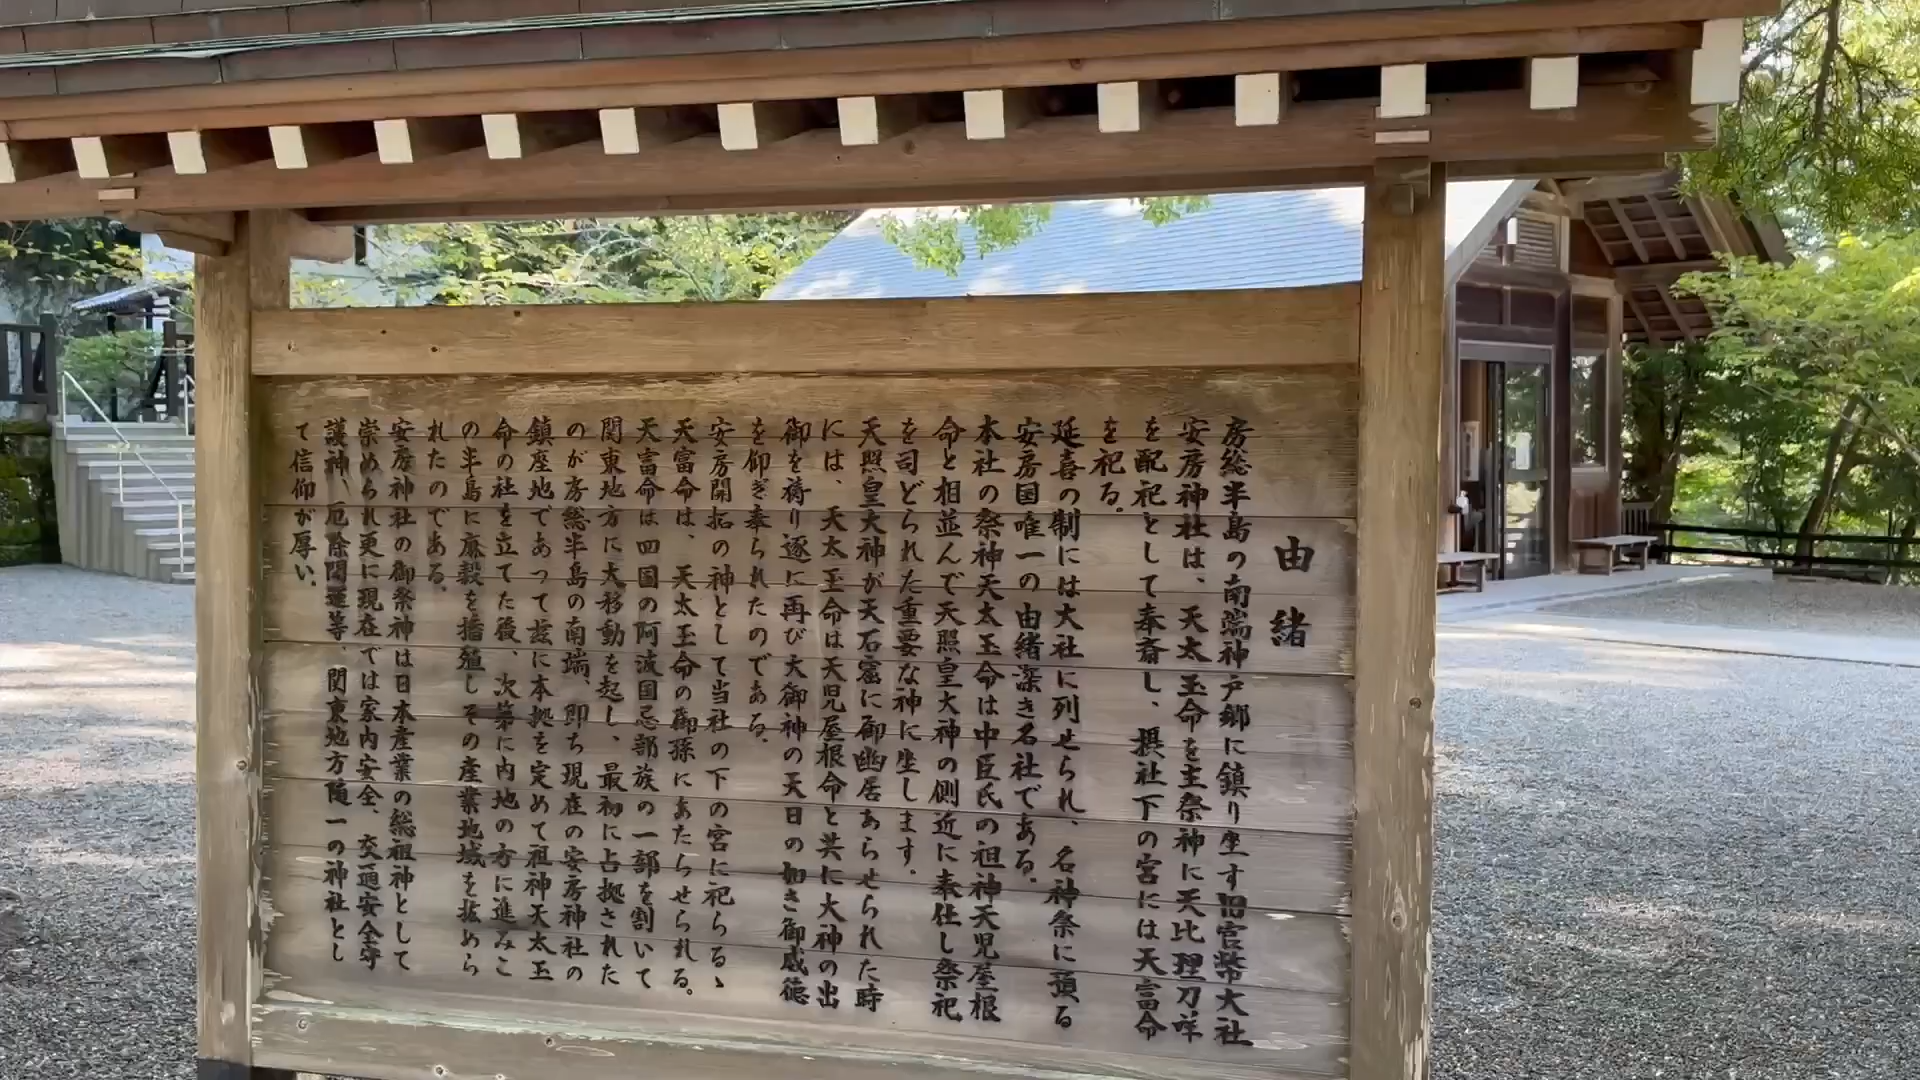 由緒
房総半島の南端神戸郷に鎮り坐す旧官幣大社
安房神社は、天太玉命を主祭神に天比理刀咩
を配祀として奉斎し、摂社下の宮には天富命
を祀る。
延喜の制には大社に列せられ、名神祭に預る
安房国唯一の由緒深き名社である。
本社の祭神天太玉命は中臣氏の祖神天児屋根
命と相並んで天照皇大神の側近に奉仕し祭祀
を司どられた重要な神に坐します。
天照皇大神が天石窟に御幽居あらせられた時
には、天太玉命は天児屋根命と共に大神の出
御を祷り逐に再び大御神の天日の如き御威徳
を仰ぎ奉られたのである、
安房開拓の神として当社の下の宮に祀らるゝ
天富命は、天太玉命の御孫にあたらせられる。
天富命は四国の阿波国忌部族の一部を割いて
関東地方に大移動を起し、最初に占拠された
のが房総半島の南端、即ち現在の安房神社の
鎮座地であって茲に本拠を定めて祖神天太玉
命の社を立てた後、次第に内地の方に進みこ
の半島に麻穀を播殖しその産業地域を拡めら
れたのである。
安房神社の御祭神は日本産業の総祖神として
崇められ更に現在では家内安全、交通安全守
護神、厄除開運等、関東地方随一の神社とし
て信仰が厚い。